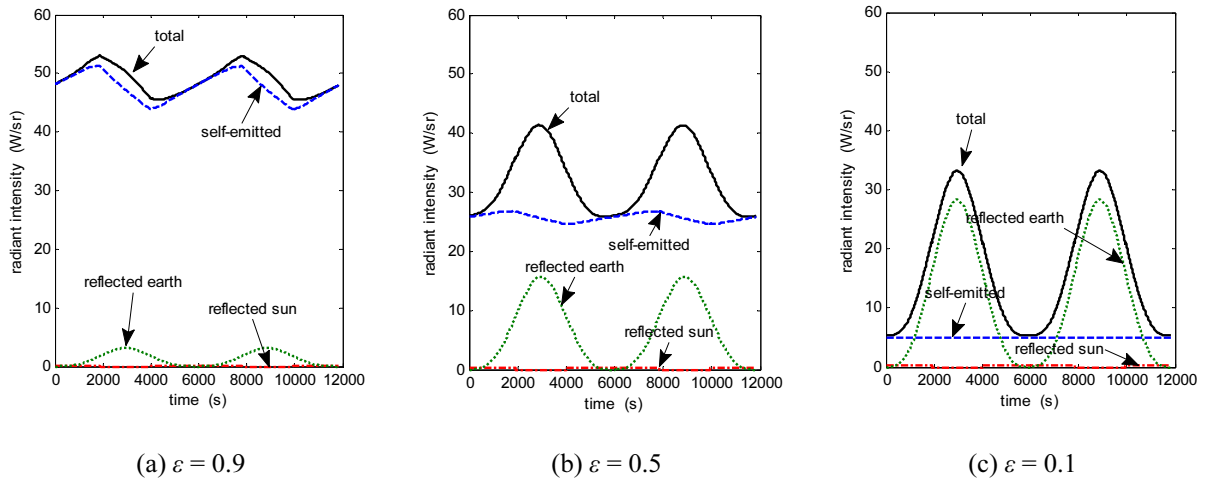 60
50
40
30
20
10
0
radiant intensity (W/sr)
total
self-emitted
reflected earth
reflected sun
0 2000 4000 6000 8000 10000 12000
time (s)
(a) ε = 0.9
60
50
40
30
20
10
0
radiant intensity (W/sr)
total
self-emitted
reflected earth
reflected sun
0 2000 4000 6000 8000 10000 12000
time (s)
(b) ε = 0.5
60
50
40
30
20
10
0
radiant intensity (W/sr)
total
reflected earth
self-emitted
reflected sun
0 2000 4000 6000 8000 10000 12000
time (s)
(c) ε = 0.1